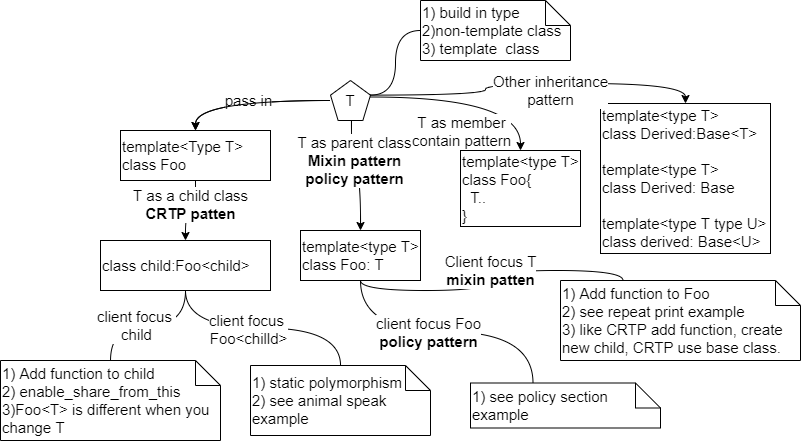 1) build in type
2)non-template class
3) template  class
T
pass in
Other inheritance
pattern
T as parent class
Mixin pattern
policy pattern
T as member
contain pattern
template<Type T>
class Foo
template<type T>
class Foo{
T..
}
template<type T>
class Derived:Base<T>
template<type T>
class Derived: Base
template<type T type U>
class derived: Base<U>
T as a child class
CRTP patten
class child:Foo<child>
template<type T>
class Foo: T
Client focus T
mixin patten
client focus
child
client focus
Foo<chilld>
client focus Foo
policy pattern
1) Add function to Foo
2) see repeat print example
3) like CRTP add function, create
new child, CRTP use base class.
1) Add function to child
2) enable_share_from_this
3)Foo<T> is different when you
change T
1) static polymorphism
2) see animal speak
example
1) see policy section
example